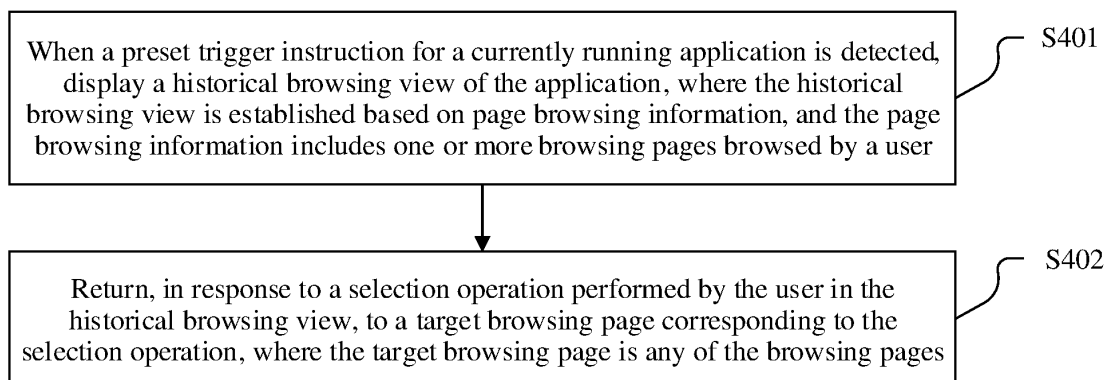 When a preset trigger instruction for a currently running application is detected,
display a historical browsing view of the application, where the historical
browsing view is established based on page browsing information, and the page
browsing information includes one or more browsing pages browsed by a user
S401
Return, in response to a selection operation performed by the user in the
historical browsing view, to a target browsing page corresponding to the
selection operation, where the target browsing page is any of the browsing pages
S402